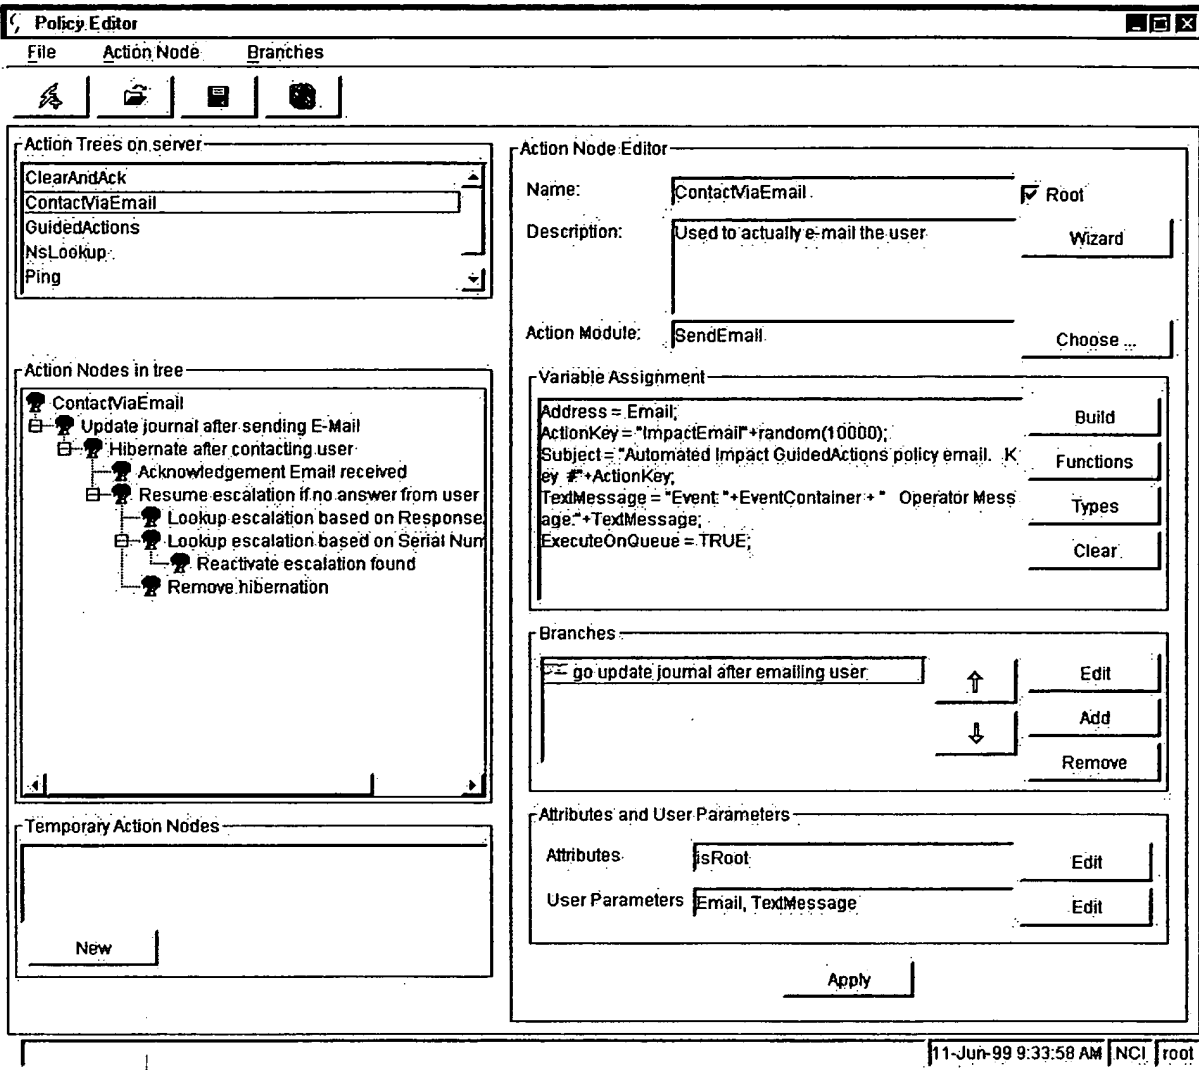 Policy Editor
File Action Node Branches
Action Trees on server
ClearAndAck
ContactViaEmail
GuidedActions
NsLookup
Ping
Action Nodes in tree
ContactViaEmail
Update journal after sending E-Mail
Hibernate after contacting user
Acknowledgement Email received
Resume escalation if no answer from user
Lookup escalation based on Response
Lookup escalation based on Serial Num
Reactivate escalation found
Remove hibernation
Temporary Action Nodes
New
Action Node Editor
Name: ContactViaEmail Root
Description: Used to actually e-mail the user Wizard
Action Module: SendEmail Choose ...
Variable Assignment
Address = Email;
ActionKey = "ImpactEmail"+random(10000);
Subject = "Automated Impact GuidedActions policy email. K
ey #"+ActionKey;
TextMessage = "Event: "+EventContainer + " Operator Mess
age:"+TextMessage;
ExecuteOnQueue = TRUE;
Build
Functions
Types
Clear
Branches
go update journal after emailing user
Edit
Add
Remove
Attributes and User Parameters
Attributes isRoot Edit
User Parameters Email, TextMessage Edit
Apply
11-Jun-99 9:33:58 AM NCI root